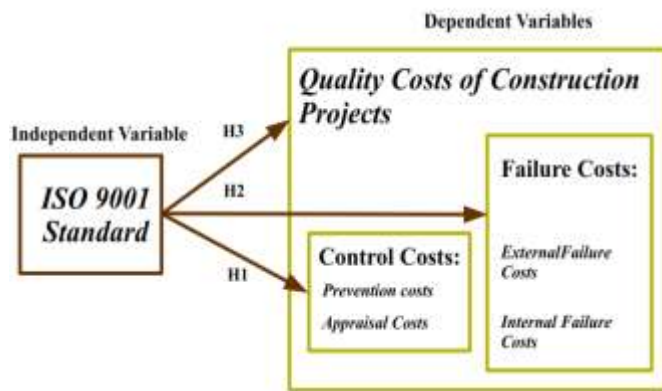 Dependent Variables
Quality Costs of Construction
Projects
Independent Variable
H3
ISO 9001
Standard
H2
H1
Failure Costs:
ExternalFailure
Costs
Internal Failure
Costs
Control Costs:
Prevention costs
Appraisal Costs